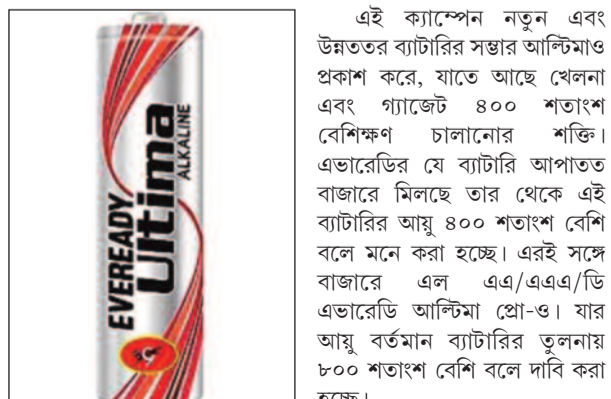 EVEREADY
Ultima
ALKALINE
এই ক্যাম্পেন নতুন এবং
উন্নততর ব্যাটারির সম্ভার আল্টিমাও
প্রকাশ করে, যাতে আছে খেলনা
এবং গ্যাজেট ৪০০ শতাংশ
বেশিক্ষণ চালানোর শক্তি।
এভারেডির যে ব্যাটারি আপাতত
বাজারে মিলছে তার থেকে এই
ব্যাটারির আয়ু ৪০০ শতাংশ বেশি
বলে মনে করা হচ্ছে। এরই সঙ্গে
বাজারে এল এএ/এএএ/ডি
এভারেডি আল্টিমা প্রো-ও। যার
আয়ু বর্তমান ব্যাটারির তুলনায়
৮০০ শতাংশ বেশি বলে দাবি করা
হচ্ছে।